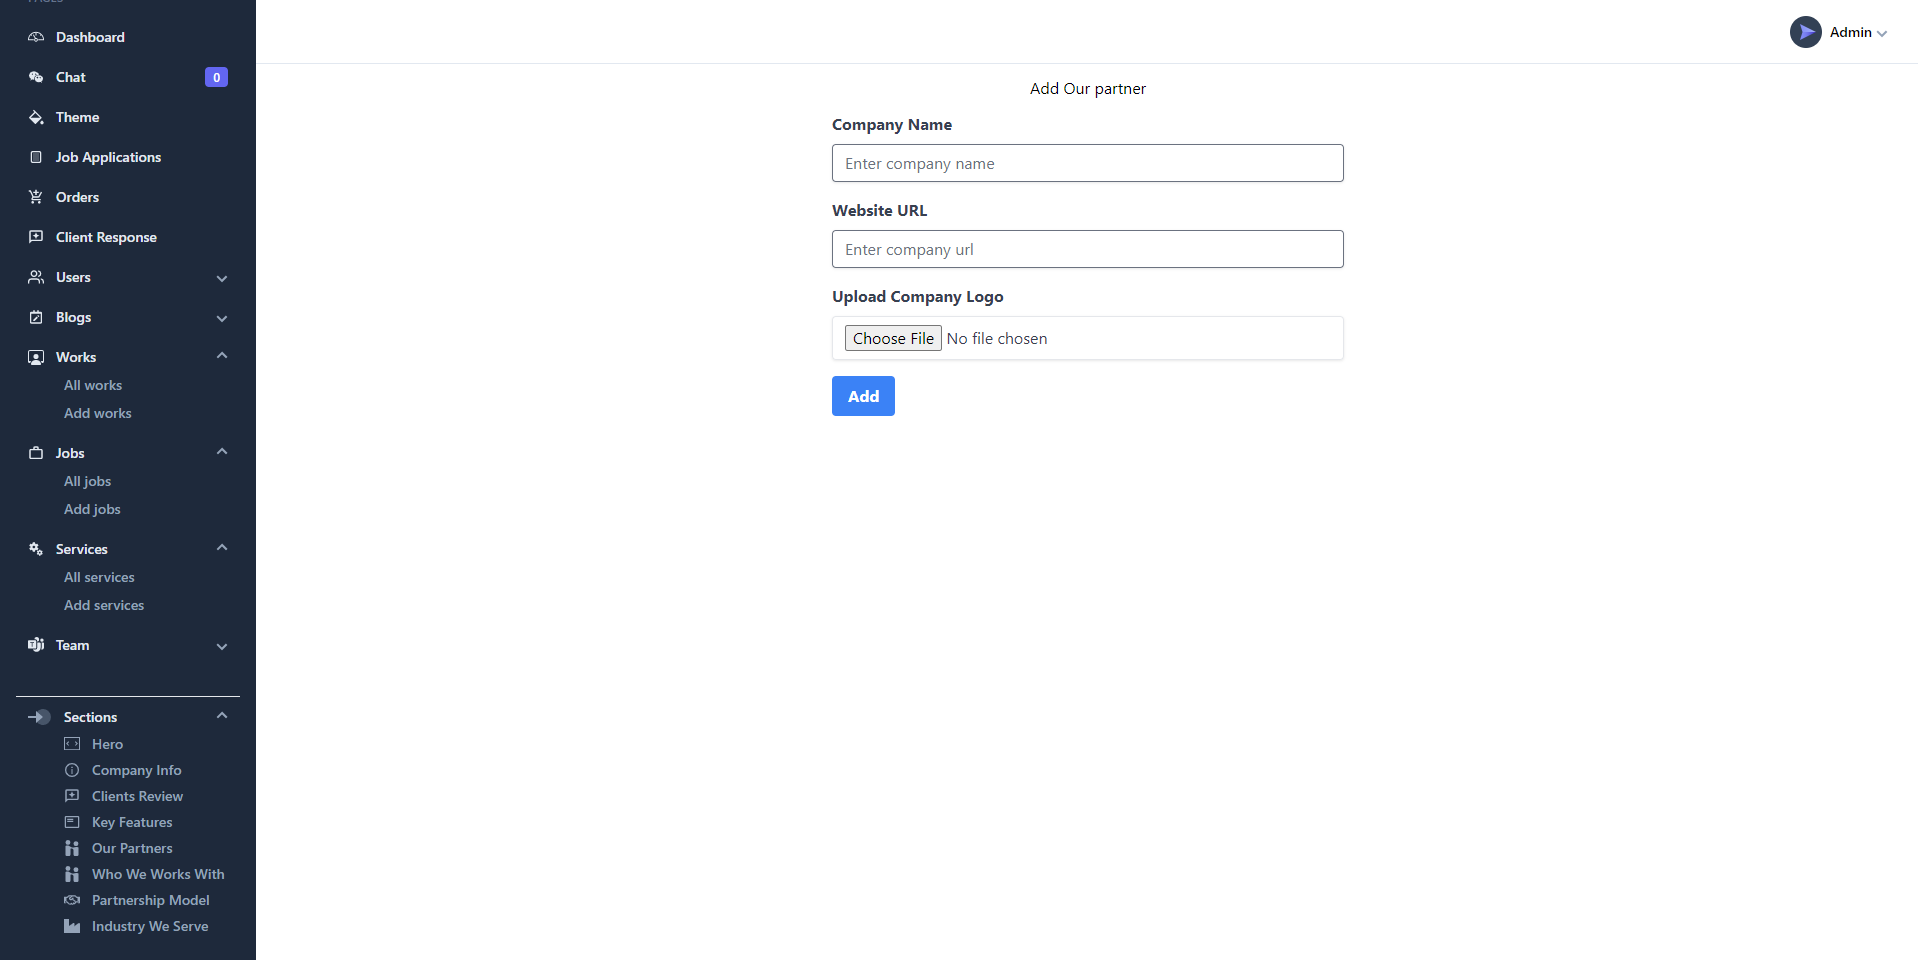 Dashboard
Chat
0
Theme
Job Applications
Orders
Client Response
Users
Blogs
Works
All works
Add works
Jobs
All jobs
Add jobs
Services
All services
Add services
Team
Sections
Hero
Company Info
Clients Review
Key Features
Our Partners
Who We Works With
Partnership Model
Industry We Serve
Admin
Add Our partner
Company Name
Enter company name
Website URL
Enter company url
Upload Company Logo
Choose File No file chosen
Add